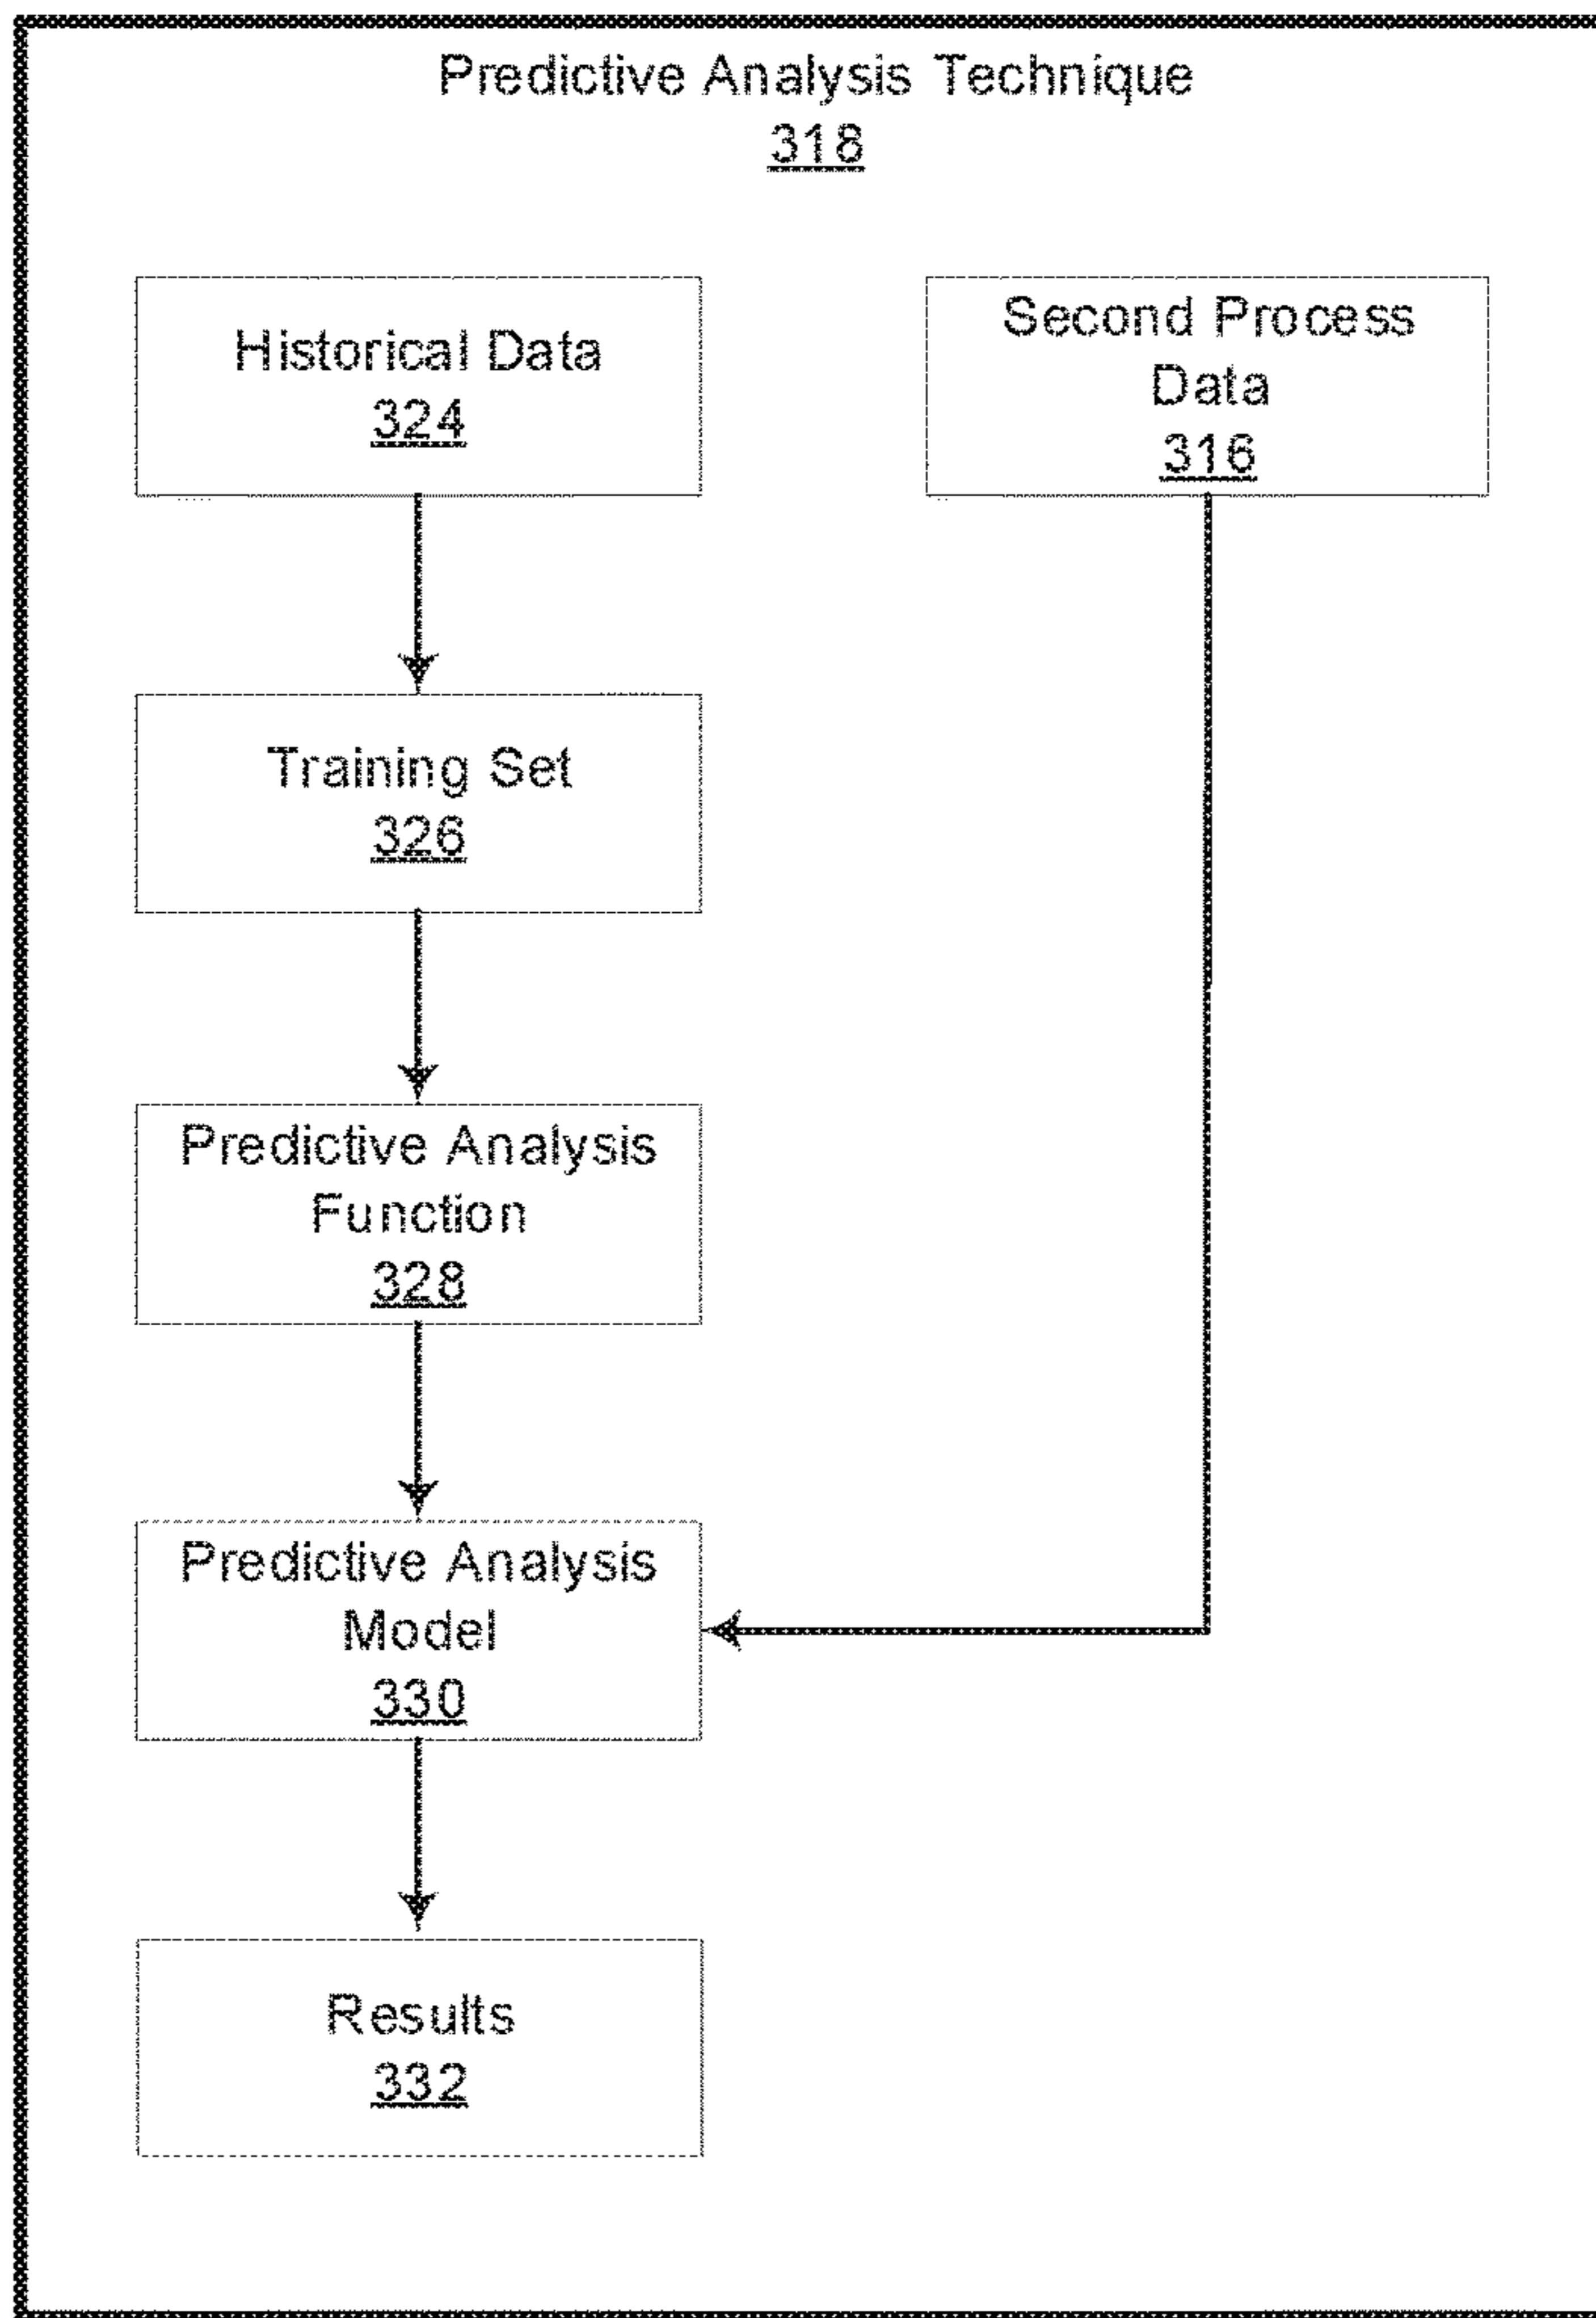 Predictive Analysis Technique
318
Historical Data
324
Second Process
Data
316
Training Set
326
Predictive Analysis
Function
328
Predictive Analysis
Model
330
Results
332